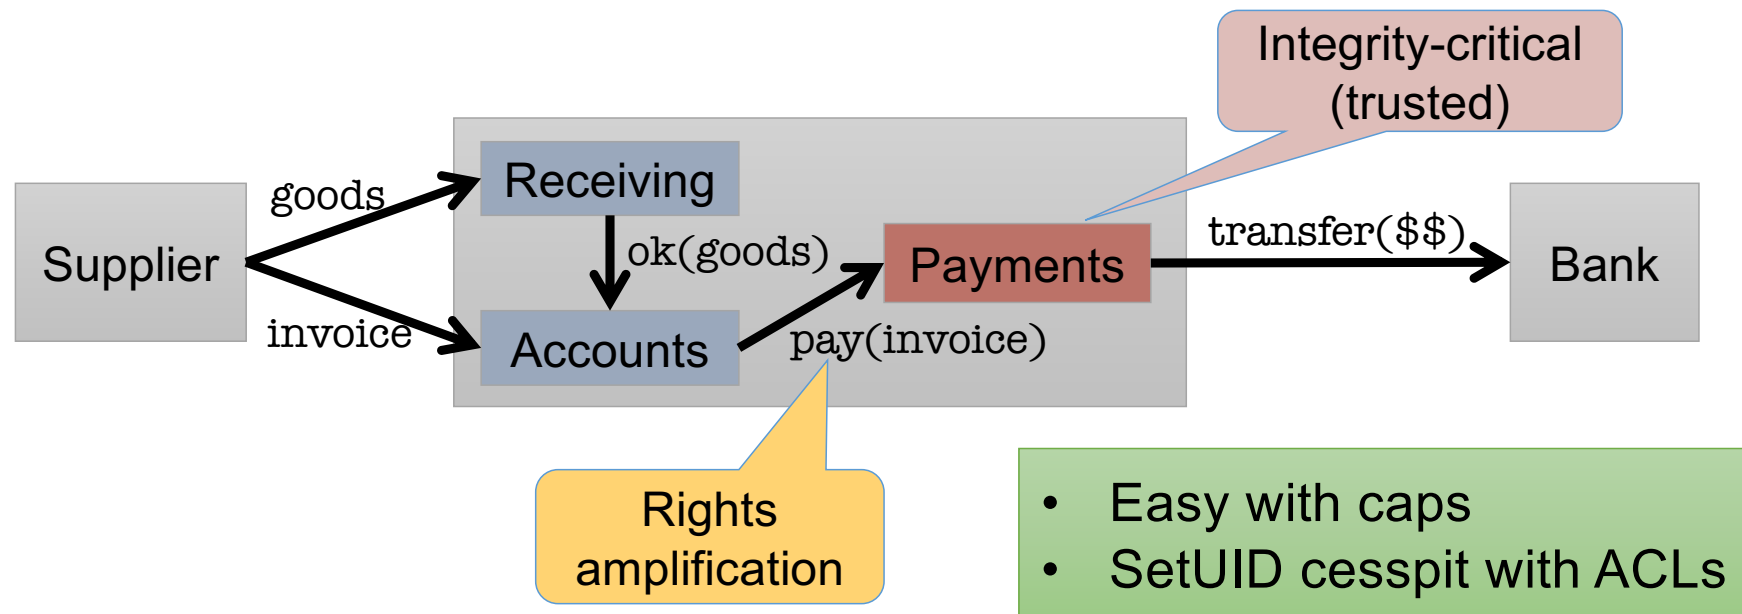 Integrity-critical
(trusted)
Receiving
goods
Supplier
ok(goods)
Payments
transfer($$)
Bank
invoice
Accounts
pay(invoice)
Rights
amplification
• Easy with caps
• SetUID cesspit with ACLs